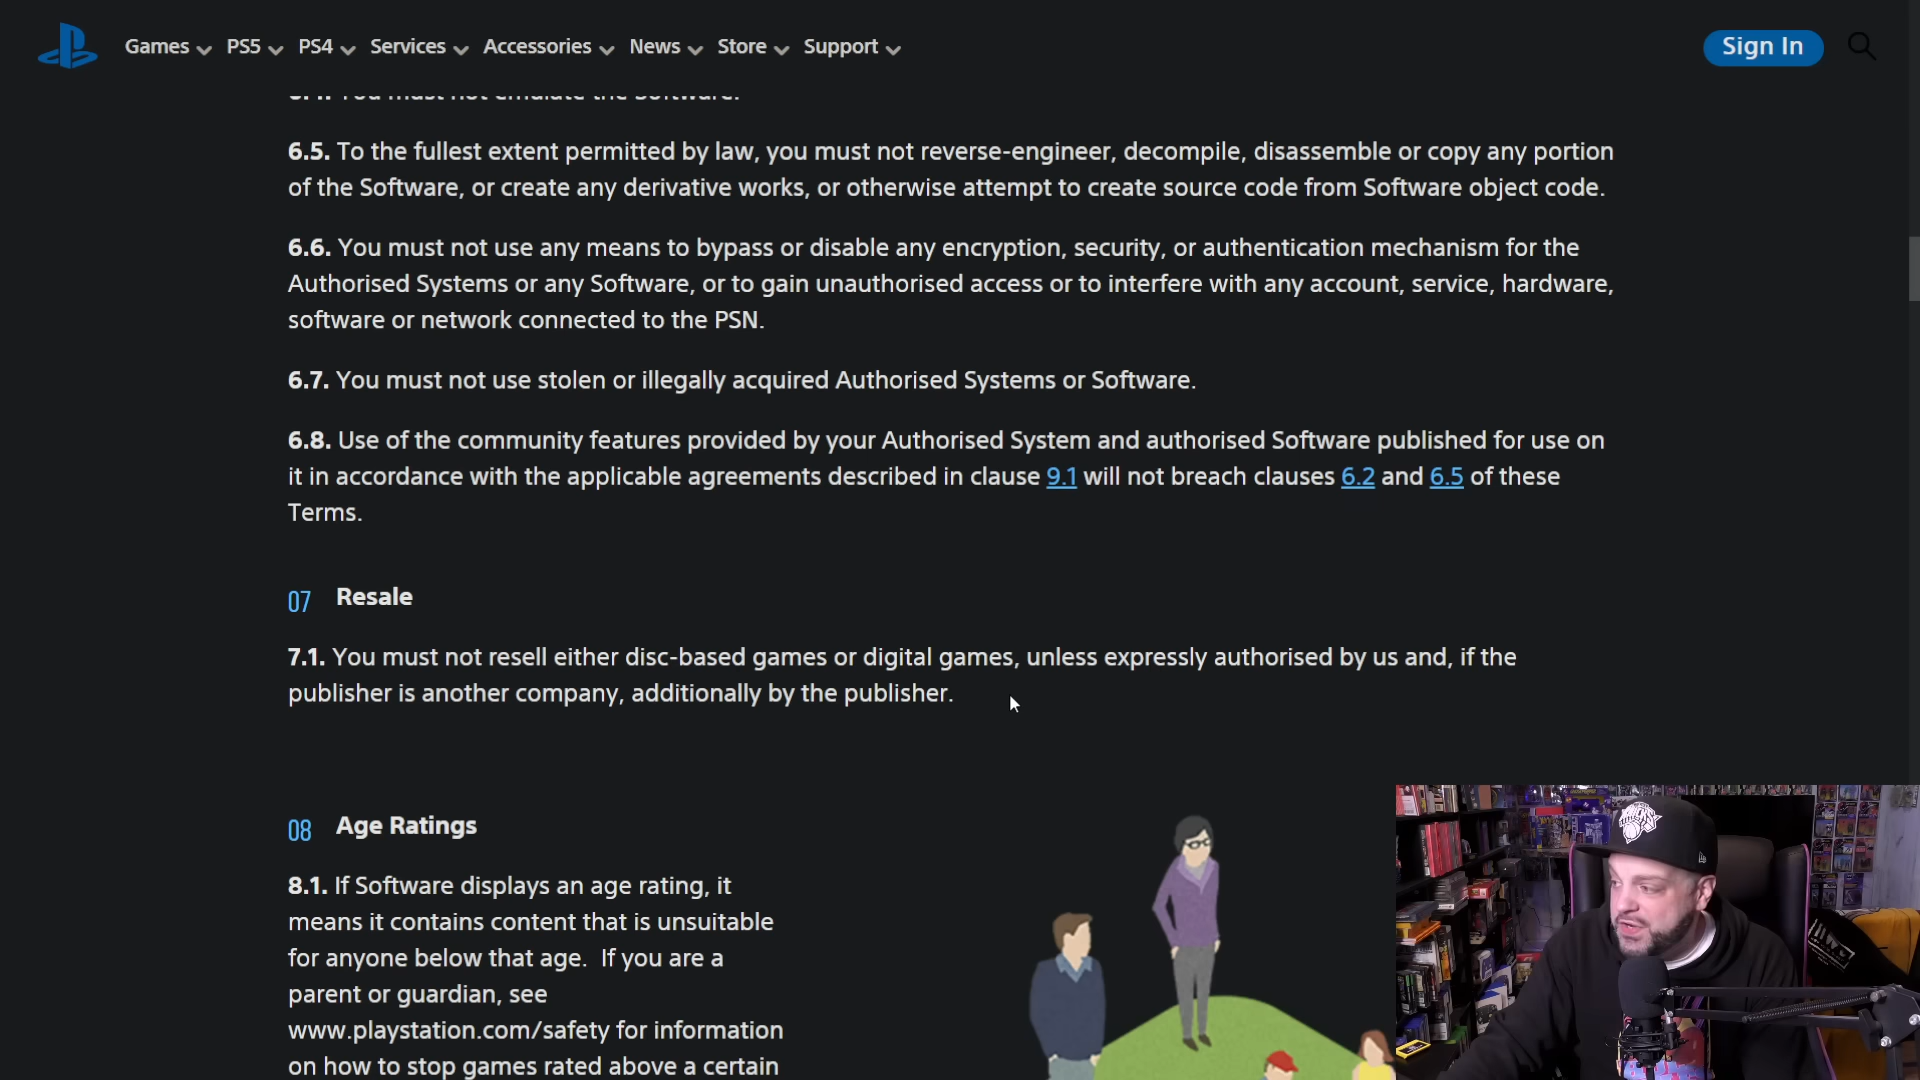 Games PS5 PS4 Services Accessories News Store Support Sign In
You must not emulate the Software.
6.5. To the fullest extent permitted by law, you must not reverse-engineer, decompile, disassemble or copy any portion
of the Software, or create any derivative works, or otherwise attempt to create source code from Software object code.
6.6. You must not use any means to bypass or disable any encryption, security, or authentication mechanism for the
Authorised Systems or any Software, or to gain unauthorised access or to interfere with any account, service, hardware,
software or network connected to the PSN.
6.7. You must not use stolen or illegally acquired Authorised Systems or Software.
6.8. Use of the community features provided by your Authorised System and authorised Software published for use on
it in accordance with the applicable agreements described in clause 9.1 will not breach clauses 6.2 and 6.5 of these
Terms.
07 Resale
7.1. You must not resell either disc-based games or digital games, unless expressly authorised by us and, if the
publisher is another company, additionally by the publisher.
08 Age Ratings
8.1. If Software displays an age rating, it
means it contains content that is unsuitable
for anyone below that age.  If you are a
parent or guardian, see
www.playstation.com/safety for information
on how to stop games rated above a certain